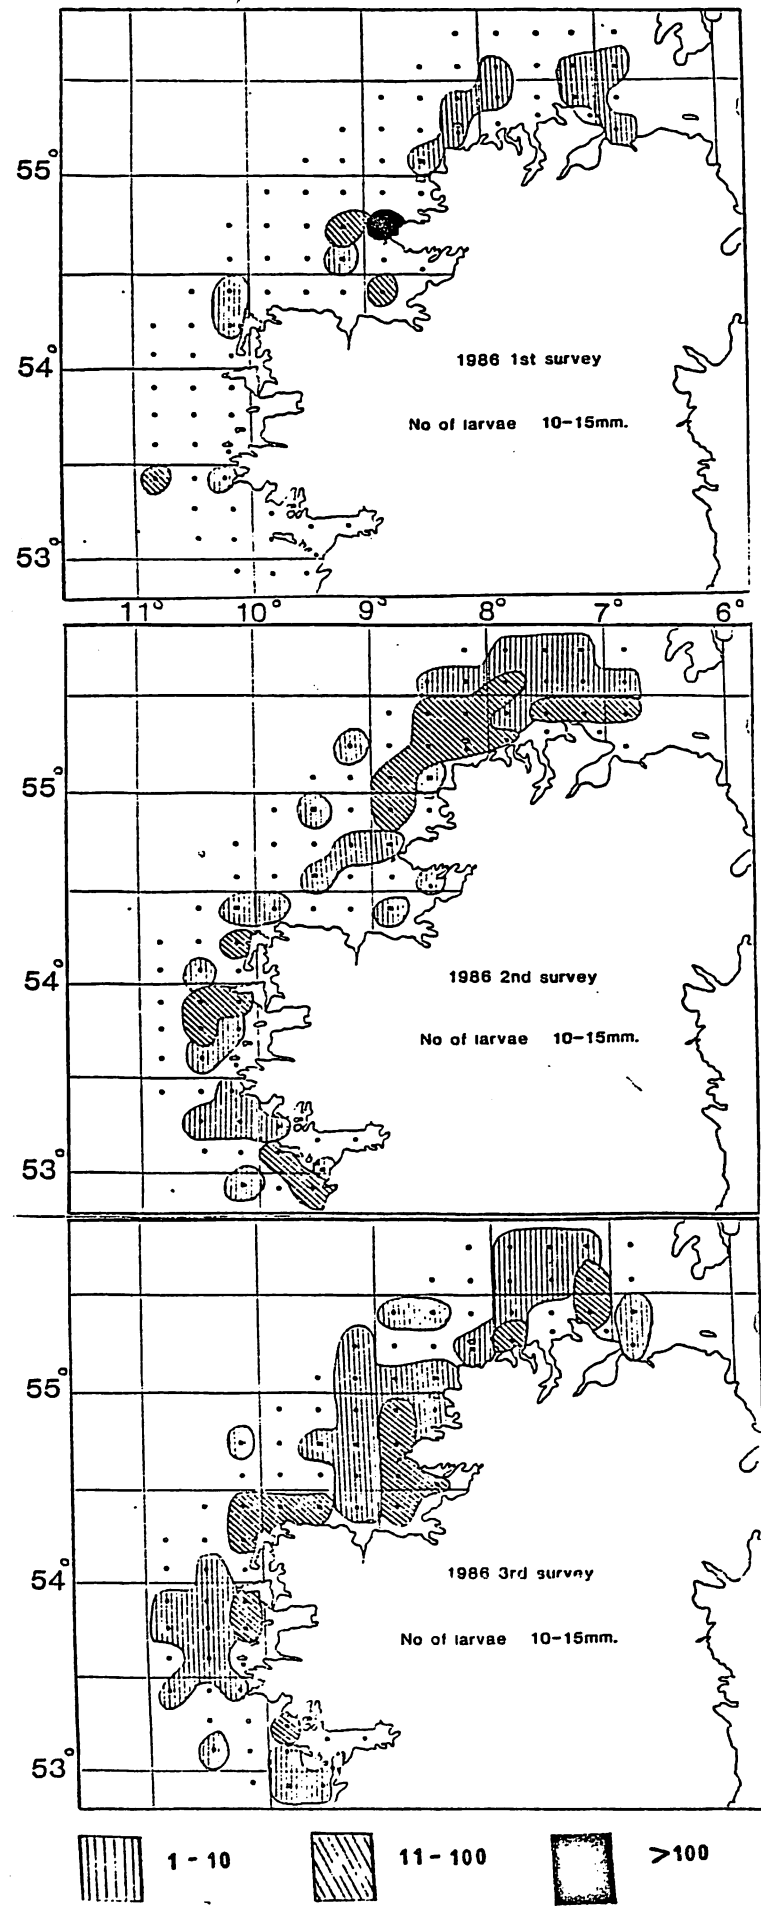 55°
54°
53°
1986 1st survey
No of larvae 10-15mm.
11° 10° 9° 8° 7° 6°
55°
54°
53°
1986 2nd survey
No of larvae 10-15mm.
55°
54°
53°
1986 3rd survey
No of larvae 10-15mm.
1-10 11-100 >100